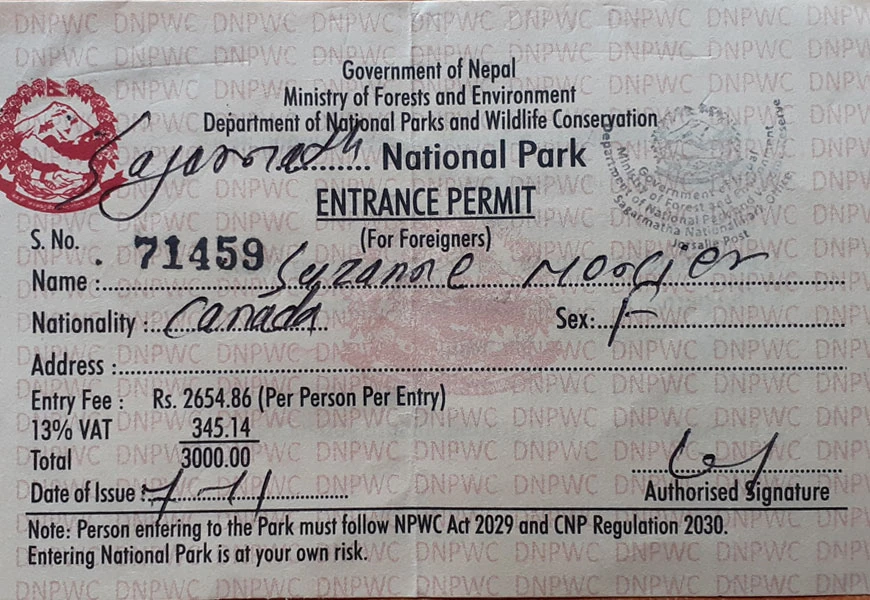 Government of Nepal
Ministry of Forests and Environment
Department of National Parks and Wildlife Conservation
Sagarmath National Park
ENTRANCE PERMIT
(For Foreigners)
S. No. 71459
Name : Suzanne
Nationality : Canada Sex: F
Address :
Entry Fee : Rs. 2654.86 (Per Person Per Entry)
13% VAT 345.14
Total 3000.00
Date of Issue : 7-11
Authorised Signature
Note: Person entering to the Park must follow NPWC Act 2029 and CNP Regulation 2030.
Entering National Park is at your own risk.